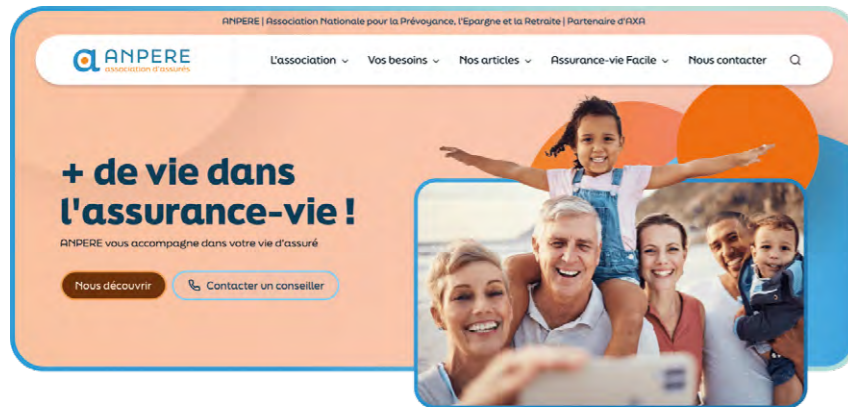 ANPERE | Association Nationale pour la Prévoyance, l'Epargne et la Retraite | Partenaire d'AXA
ANPERE
association d'assurés
L'association
Vos besoins
Nos articles
Assurance-vie Facile
Nous contacter
+ de vie dans
l'assurance-vie !
ANPERE vous accompagne dans votre vie d'assuré
Nous découvrir
Contacter un conseiller